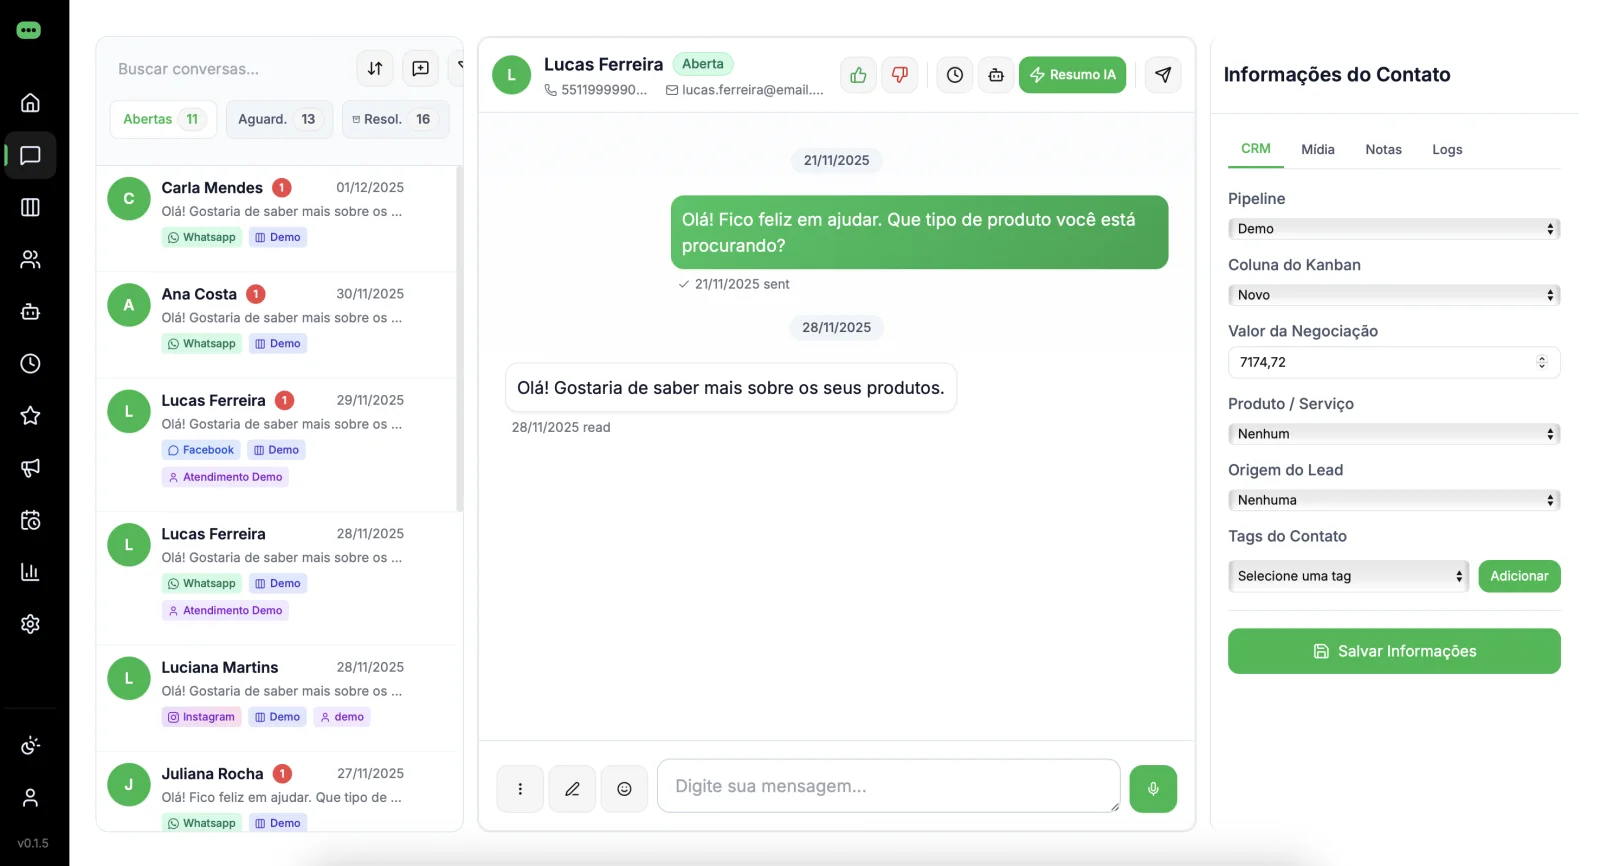 v0.1.5
Buscar conversas...
Abertas 11
Aguard. 13
Resol. 16
C
Carla Mendes 1 01/12/2025
Olá! Gostaria de saber mais sobre os ...
Whatsapp Demo
A
Ana Costa 1 30/11/2025
Olá! Gostaria de saber mais sobre os ...
Whatsapp Demo
L
Lucas Ferreira 1 29/11/2025
Olá! Gostaria de saber mais sobre os ...
Facebook Demo
Atendimento Demo
L
Lucas Ferreira 28/11/2025
Olá! Gostaria de saber mais sobre os ...
Whatsapp Demo
Atendimento Demo
L
Luciana Martins 28/11/2025
Olá! Gostaria de saber mais sobre os ...
Instagram Demo demo
J
Juliana Rocha 1 27/11/2025
Olá! Fico feliz em ajudar. Que tipo de ...
Whatsapp Demo
L
Lucas Ferreira Aberta
5511999990... lucas.ferreira@email....
Resumo IA
21/11/2025
Olá! Fico feliz em ajudar. Que tipo de produto você está
procurando?
21/11/2025 sent
28/11/2025
Olá! Gostaria de saber mais sobre os seus produtos.
28/11/2025 read
Digite sua mensagem...
Informações do Contato
CRM Mídia Notas Logs
Pipeline
Demo
Coluna do Kanban
Novo
Valor da Negociação
7174,72
Produto / Serviço
Nenhum
Origem do Lead
Nenhuma
Tags do Contato
Selecione uma tag Adicionar
Salvar Informações